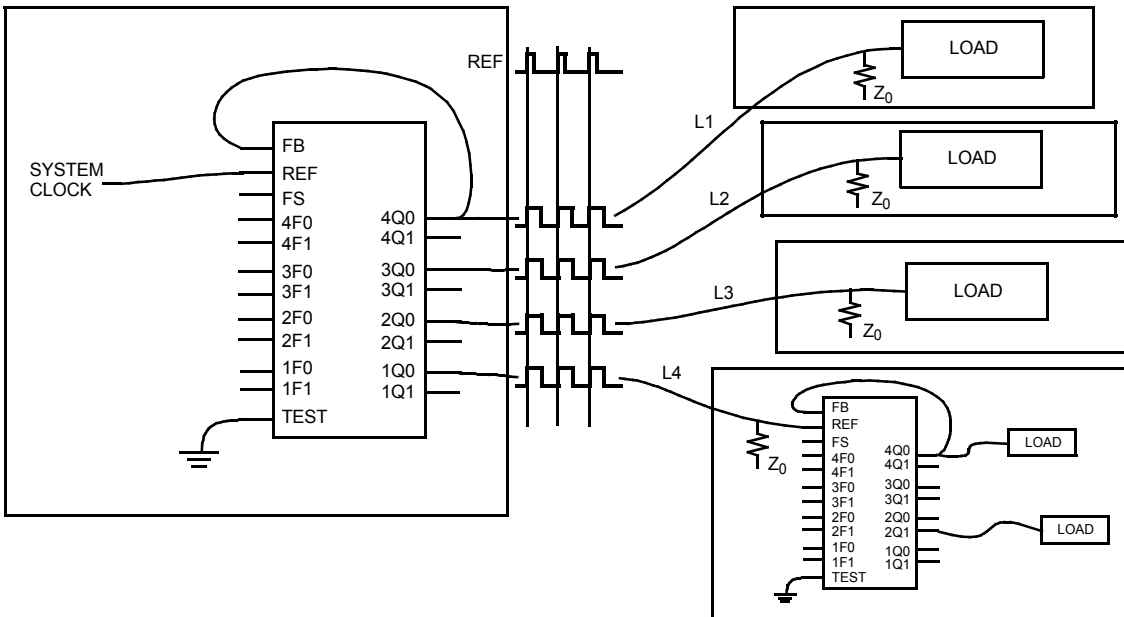 SYSTEM
CLOCK
FB
REF
FS
4F0
4F1
3F0
3F1
2F0
2F1
1F0
1F1
TEST
4Q0
4Q1
3Q0
3Q1
2Q0
2Q1
1Q0
1Q1
REF
L1
L2
L3
L4
LOAD
Z0
LOAD
Z0
LOAD
Z0
Z0
FB
REF
FS
4F0
4F1
3F0
3F1
2F0
2F1
1F0
1F1
TEST
4Q0
4Q1
3Q0
3Q1
2Q0
2Q1
1Q0
1Q1
LOAD
LOAD